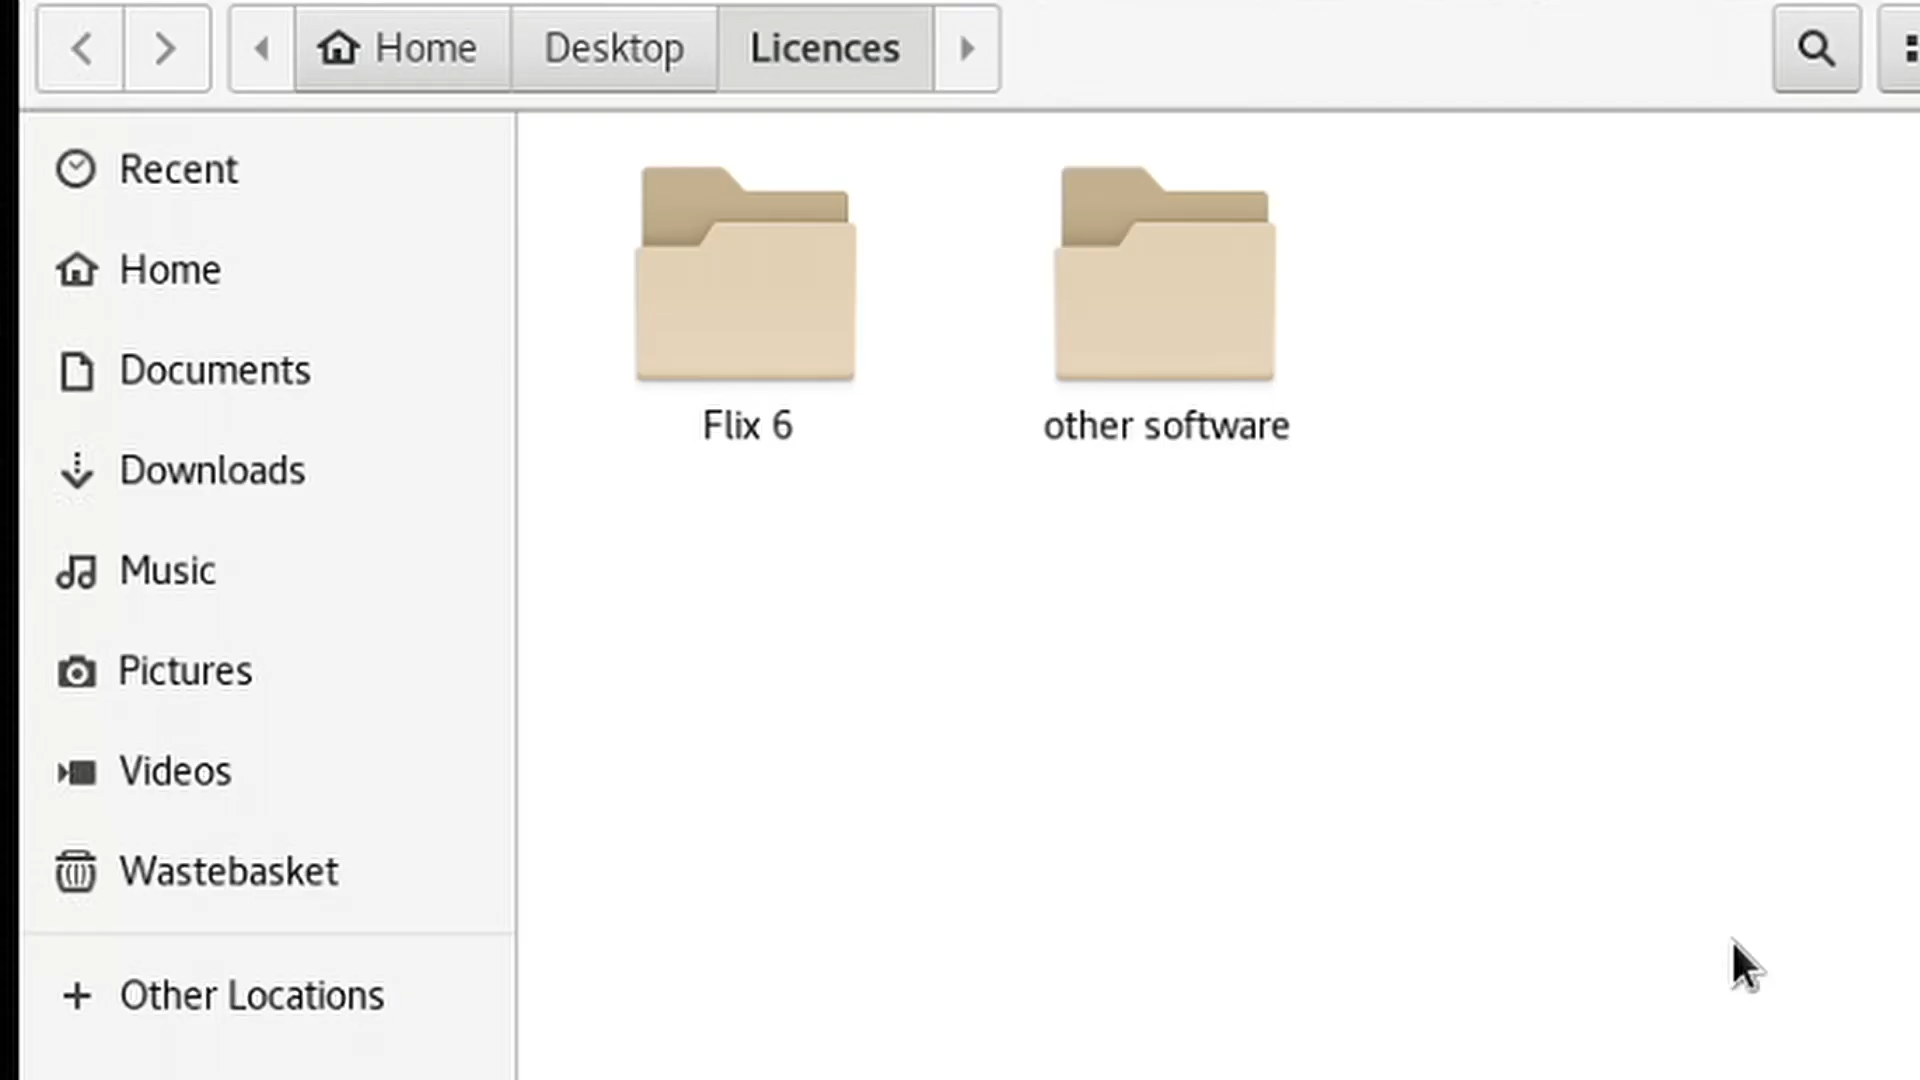 Home
Desktop
Licences
Recent
Home
Documents
Downloads
Music
Pictures
Videos
Wastebasket
Other Locations
Flix 6
other software